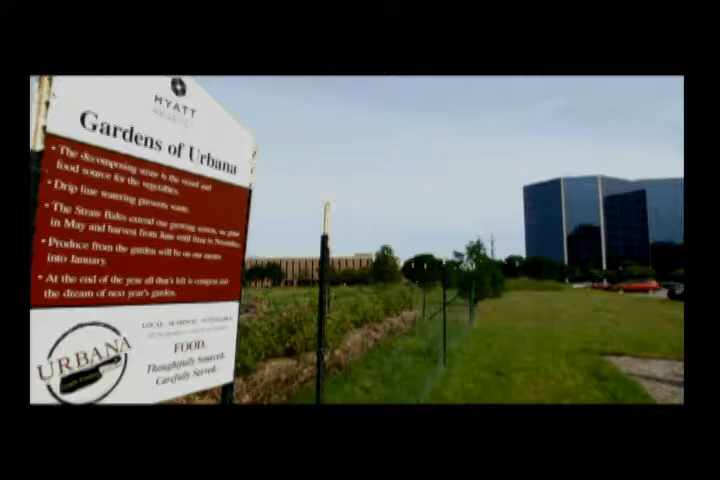 HYATT
REGENCY
Gardens of Urbana
• The decomposing straw is the vessel and
food source for the vegetables.
• Drip line watering prevents waste.
• The Straw Bales extend our growing season, we plant
in May and harvest from June until frost in November.
• Produce from the garden will be on our menus
into January.
• At the end of the year all that's left is compost and
the dream of next year's garden.
LOCAL SEASONAL SUSTAINABLE
URBANA
FOOD.
Thoughtfully Sourced.
Carefully Served.